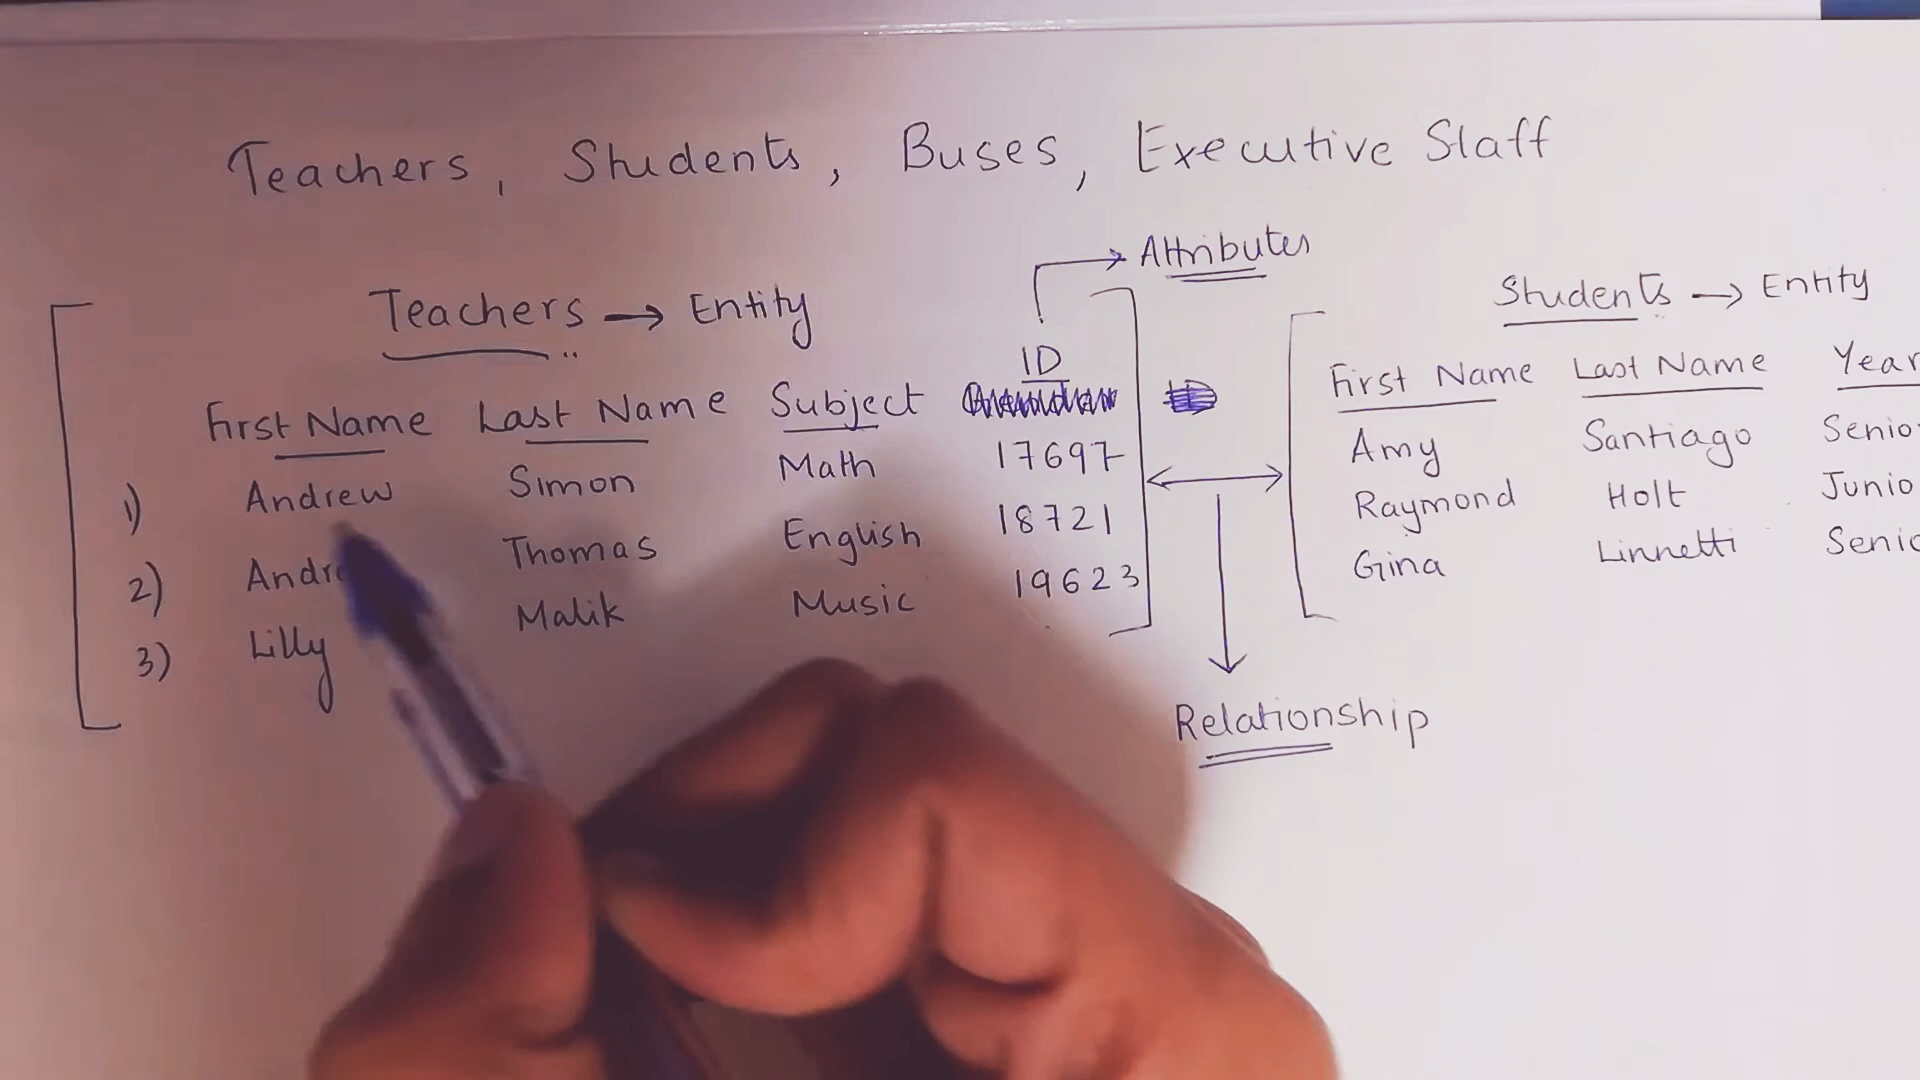 Teachers, Students, Buses, Executive Staff
Attributes
Teachers → Entity
ID
First Name Last Name Subject
1) Andrew Simon Math 17697
2) Thomas English 18721
3) Lilly Malik Music 19623
Students → Entity
First Name Last Name Year
Amy Santiago
Raymond Holt
Gina Linnetti
Relationship